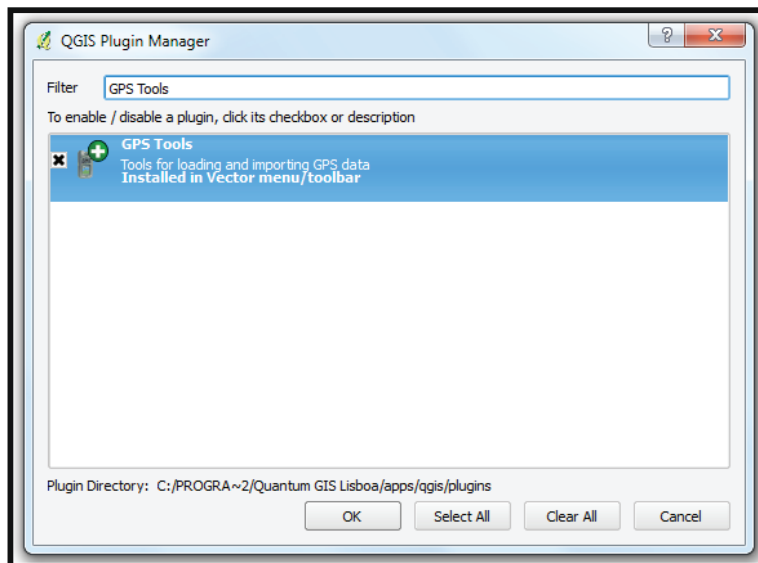 QGIS Plugin Manager
Filter GPS Tools
To enable / disable a plugin, click its checkbox or description
GPS Tools
Tools for loading and importing GPS data
Installed in Vector menu/toolbar
Plugin Directory: C:/PROGRA~2/Quantum GIS Lisboa/apps/qgis/plugins
OK Select All Clear All Cancel